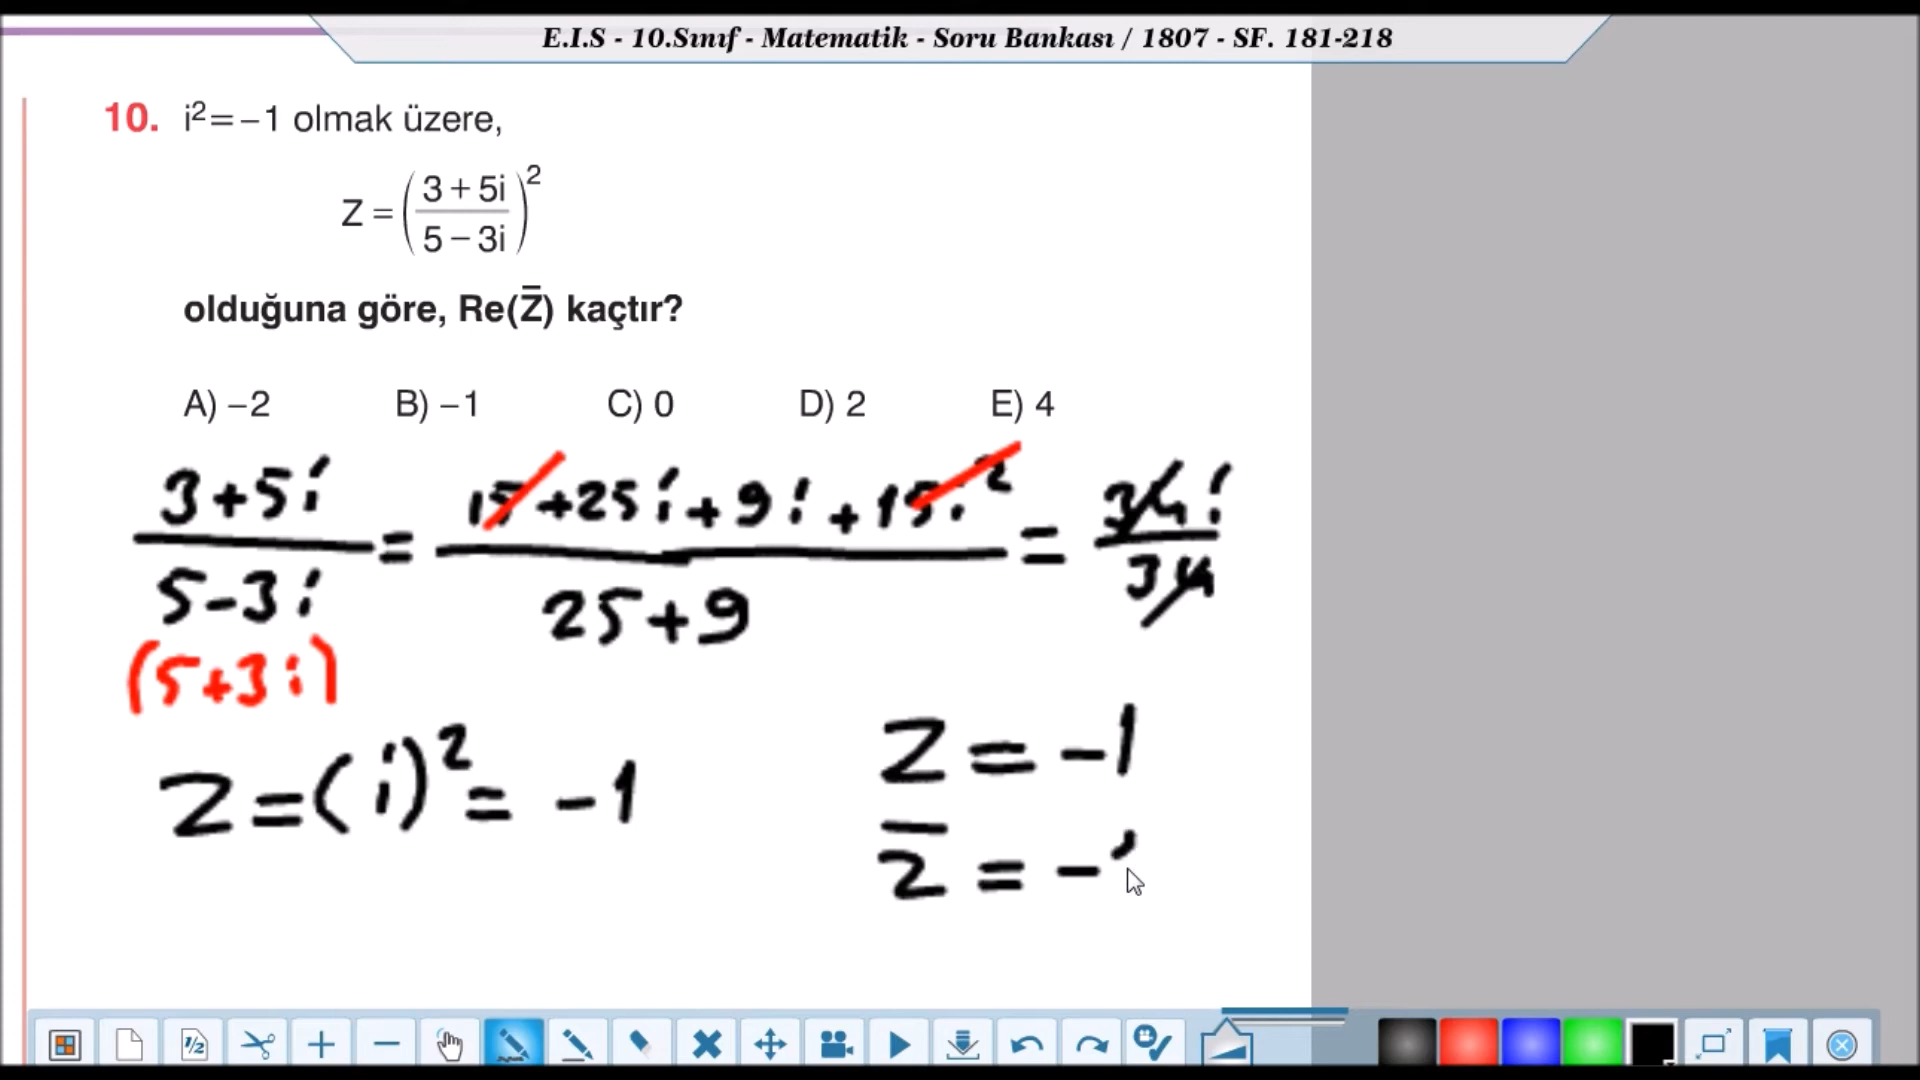 E.I.S - 10.Sınıf - Matematik - Soru Bankası / 1807 - SF. 181-218
10. i²=−1 olmak üzere,
Z = ((3+5i)/(5−3i))²
olduğuna göre, Re(Z̅) kaçtır?
A) −2 B) −1 C) 0 D) 2 E) 4
3+5i / 5-3i = 15+25i+9i+15i² / 25+9 = 34i / 34
(5+3i)
Z=(i)²= -1
Z = -1
Z̅ = -
1/2